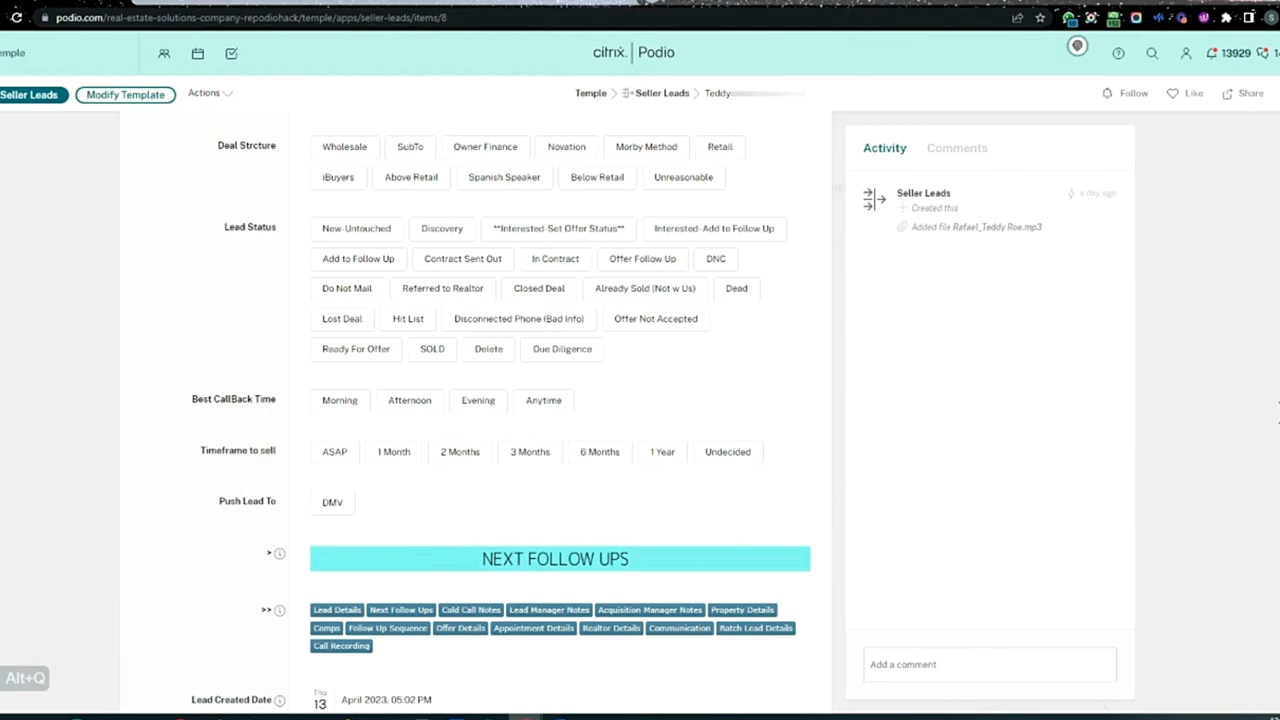 podio.com/real-estate-solutions-company-repodiohack/temple/apps/seller-leads/items/8
emple
citrix. | Podio
13929
Seller Leads
Modify Template
Actions
Temple > Seller Leads > Teddy
Follow
Like
Share
Deal Strcture
Wholesale SubTo Owner Finance Novation Morby Method Retail
iBuyers Above Retail Spanish Speaker Below Retail Unreasonable
Lead Status
New-Untouched Discovery **Interested-Set Offer Status** Interested-Add to Follow Up
Add to Follow Up Contract Sent Out In Contract Offer Follow Up DNC
Do Not Mail Referred to Realtor Closed Deal Already Sold (Not w Us) Dead
Lost Deal Hit List Disconnected Phone (Bad Info) Offer Not Accepted
Ready For Offer SOLD Delete Due Diligence
Best CallBack Time
Morning Afternoon Evening Anytime
Timeframe to sell
ASAP 1 Month 2 Months 3 Months 6 Months 1 Year Undecided
Push Lead To
DMV
>
NEXT FOLLOW UPS
>>
Lead Details Next Follow Ups Cold Call Notes Lead Manager Notes Acquisition Manager Notes Property Details
Comps Follow Up Sequence Offer Details Appointment Details Realtor Details Communication Batch Lead Details
Call Recording
Lead Created Date
Thu
13
April 2023, 05:02 PM
Activity Comments
Seller Leads
a day ago
Created this
Added file Rafael_Teddy Roe.mp3
Add a comment
Alt+Q